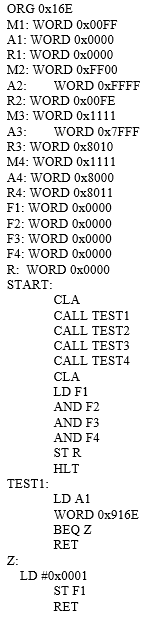 ORG 0x16E
M1: WORD 0x00FF
A1: WORD 0x0000
R1: WORD 0x0000
M2: WORD 0xFF00
A2: WORD 0xFFFF
R2: WORD 0x00FE
M3: WORD 0x1111
A3: WORD 0x7FFF
R3: WORD 0x8010
M4: WORD 0x1111
A4: WORD 0x8000
R4: WORD 0x8011
F1: WORD 0x0000
F2: WORD 0x0000
F3: WORD 0x0000
F4: WORD 0x0000
R: WORD 0x0000
START:
CLA
CALL TEST1
CALL TEST2
CALL TEST3
CALL TEST4
CLA
LD F1
AND F2
AND F3
AND F4
ST R
HLT
TEST1:
LD A1
WORD 0x916E
BEQ Z
RET
Z:
LD #0x0001
ST F1
RET